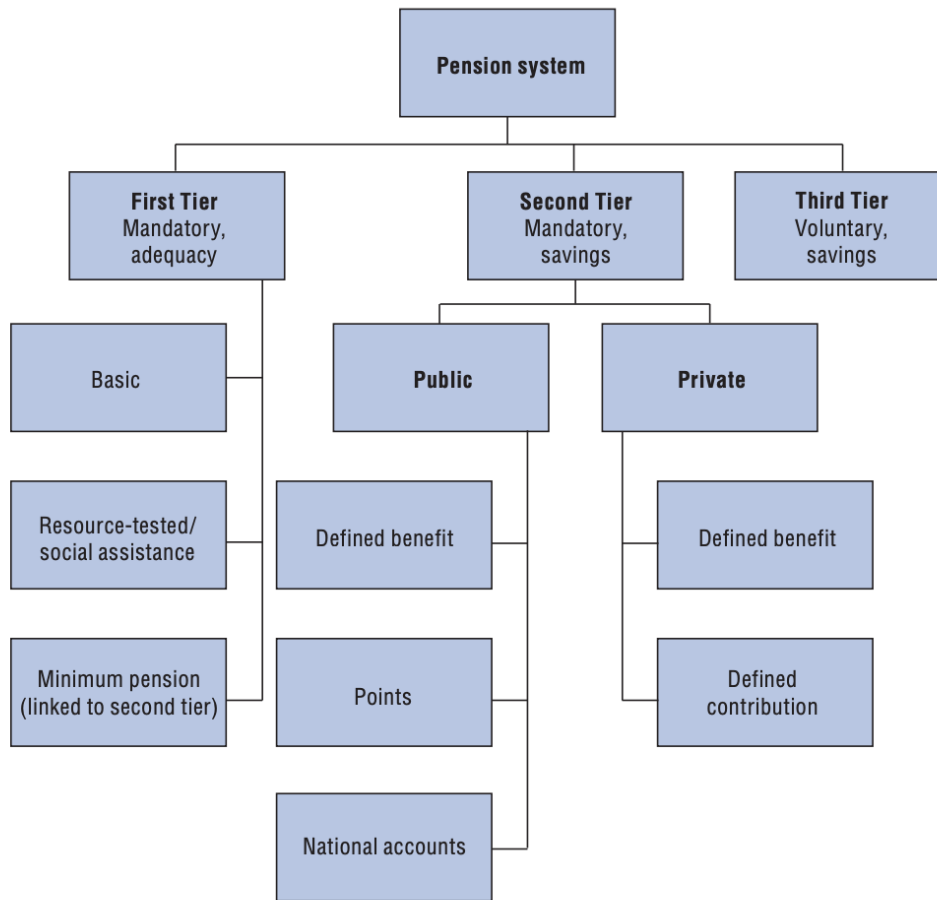 Pension system
First Tier
Mandatory,
adequacy
Second Tier
Mandatory,
savings
Third Tier
Voluntary,
savings
Basic
Public
Private
Resource-tested/
social assistance
Defined benefit
Defined benefit
Minimum pension
(linked to second tier)
Points
Defined
contribution
National accounts